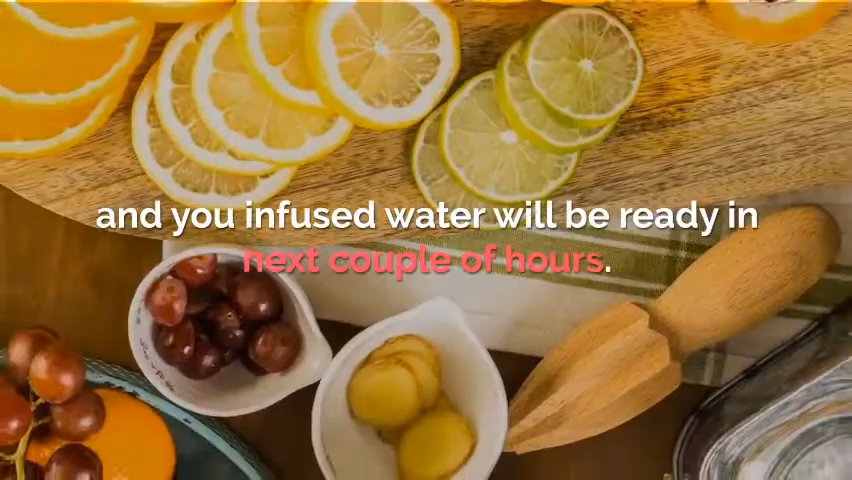 and you infused water will be ready in
next couple of hours.